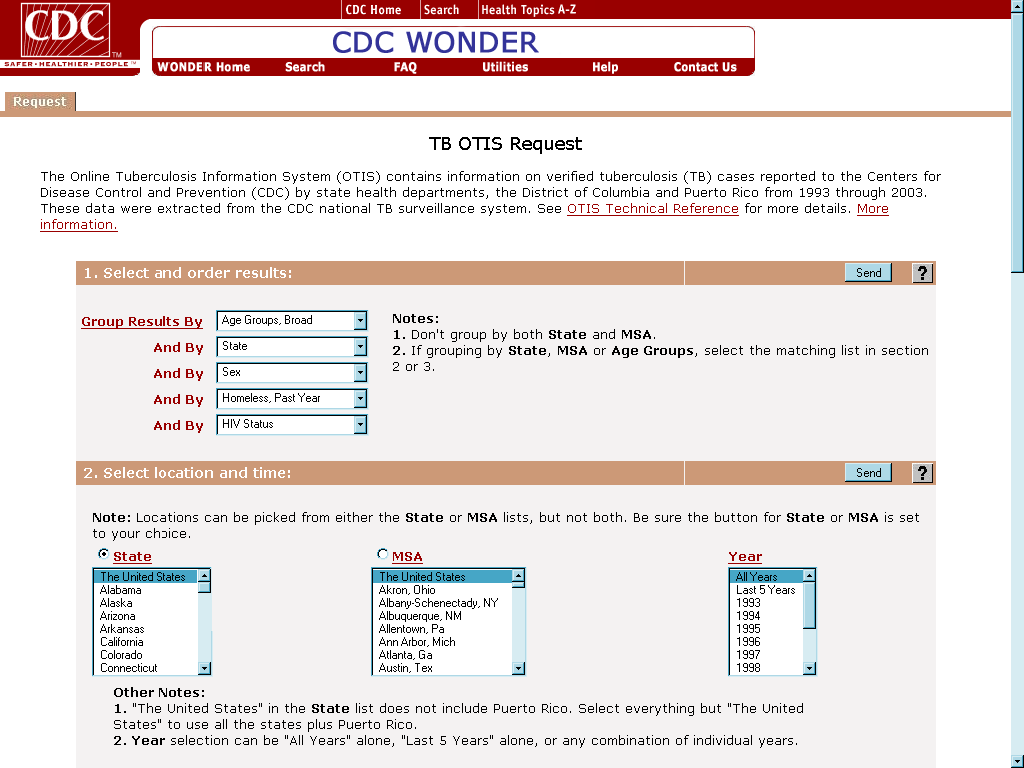 CDC Home Search Health Topics A-Z
CDC
TM
SAFER • HEALTHIER • PEOPLE™
CDC WONDER
WONDER Home Search FAQ Utilities Help Contact Us
Request
TB OTIS Request
The Online Tuberculosis Information System (OTIS) contains information on verified tuberculosis (TB) cases reported to the Centers for
Disease Control and Prevention (CDC) by state health departments, the District of Columbia and Puerto Rico from 1993 through 2003.
These data were extracted from the CDC national TB surveillance system. See OTIS Technical Reference for more details. More
information.
1. Select and order results: Send ?
Group Results By Age Groups, Broad
And By State
And By Sex
And By Homeless, Past Year
And By HIV Status
Notes:
1. Don't group by both State and MSA.
2. If grouping by State, MSA or Age Groups, select the matching list in section
2 or 3.
2. Select location and time: Send ?
Note: Locations can be picked from either the State or MSA lists, but not both. Be sure the button for State or MSA is set
to your choice.
State
The United States
Alabama
Alaska
Arizona
Arkansas
California
Colorado
Connecticut
MSA
The United States
Akron, Ohio
Albany-Schenectady, NY
Albuquerque, NM
Allentown, Pa
Ann Arbor, Mich
Atlanta, Ga
Austin, Tex
Year
All Years
Last 5 Years
1993
1994
1995
1996
1997
1998
Other Notes:
1. "The United States" in the State list does not include Puerto Rico. Select everything but "The United
States" to use all the states plus Puerto Rico.
2. Year selection can be "All Years" alone, "Last 5 Years" alone, or any combination of individual years.